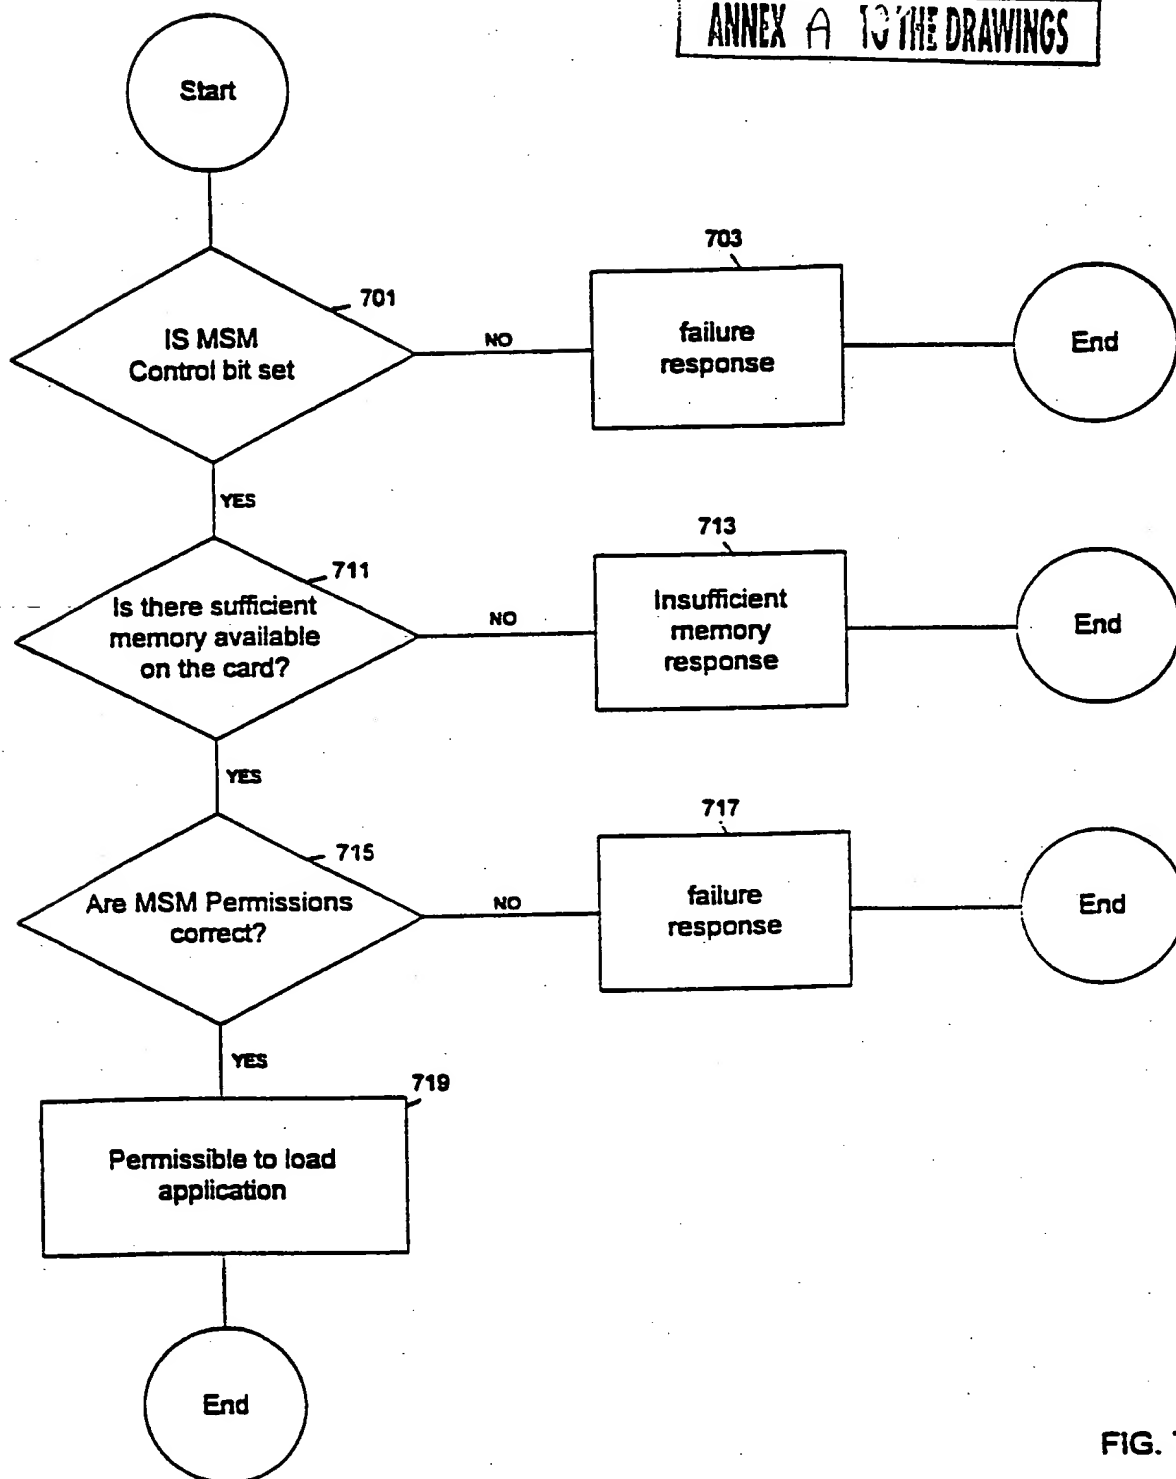 ANNEX A TO THE DRAWINGS
Start
703
701
IS MSM
Control bit set
NO
failure
response
End
YES
713
711
Is there sufficient
memory available
on the card?
NO
Insufficient
memory
response
End
YES
717
715
Are MSM Permissions
correct?
NO
failure
response
End
YES
719
Permissible to load
application
End
FIG.